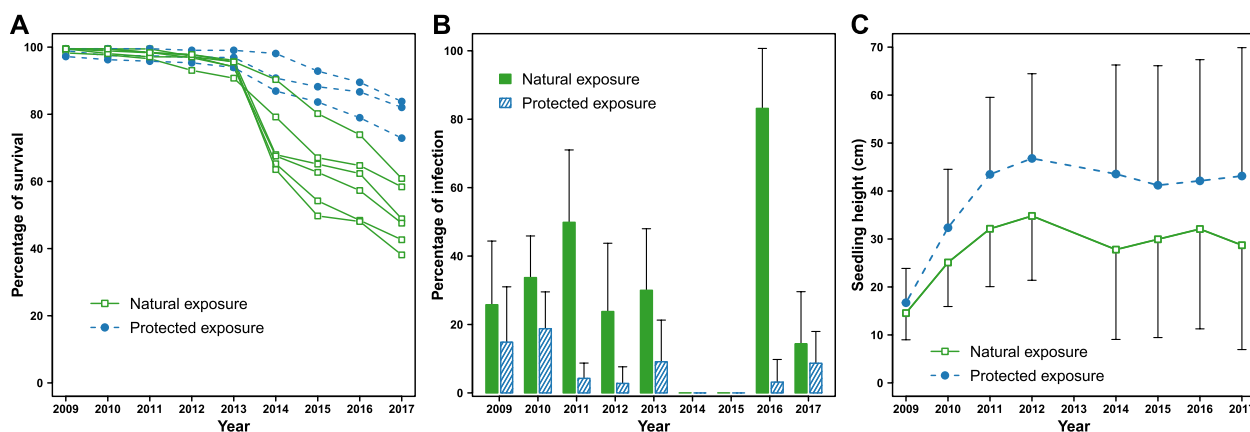 A
Percentage of survival
100
80
60
40
20
0
Natural exposure
Protected exposure
2009 2010 2011 2012 2013 2014 2015 2016 2017
Year
B
Percentage of infection
100
80
60
40
20
0
Natural exposure
Protected exposure
2009 2010 2011 2012 2013 2014 2015 2016 2017
Year
C
Seedling height (cm)
70
60
50
40
30
20
10
0
Natural exposure
Protected exposure
2009 2010 2011 2012 2013 2014 2015 2016 2017
Year